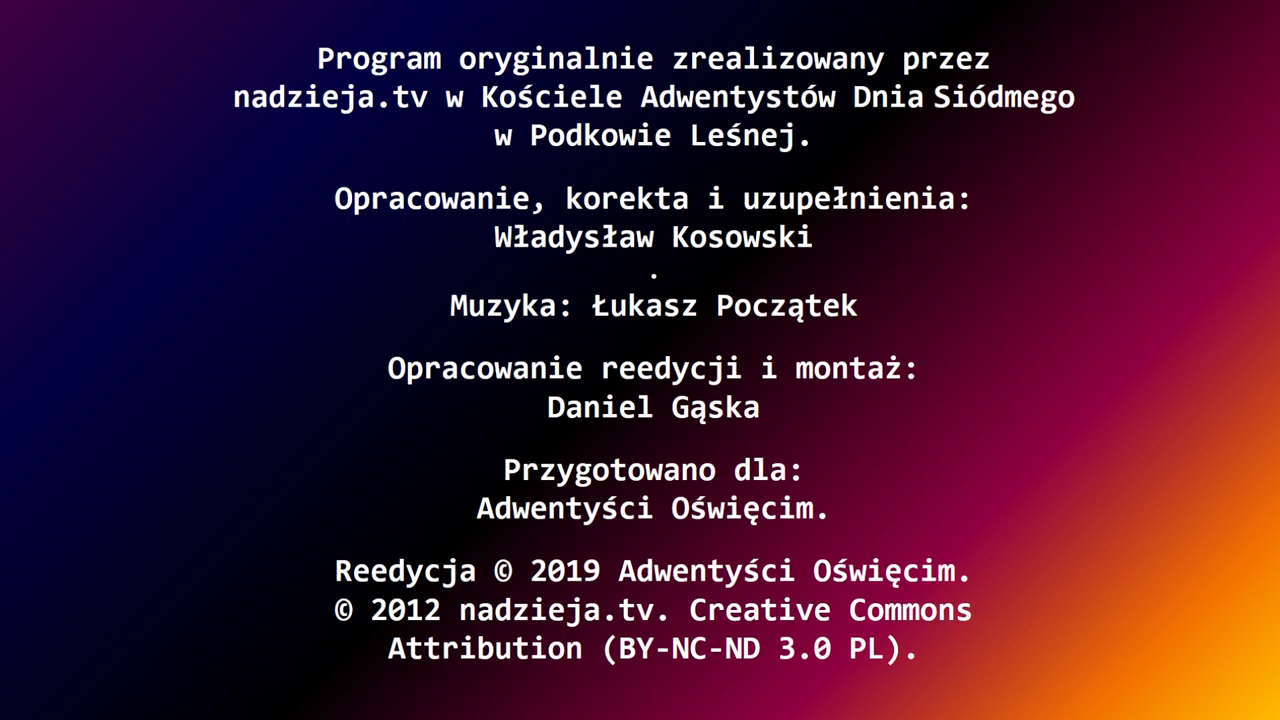 Program oryginalnie zrealizowany przez
nadzieja.tv w Kościele Adwentystów Dnia Siódmego
w Podkowie Leśnej.
Opracowanie, korekta i uzupełnienia:
Władysław Kosowski
.
Muzyka: Łukasz Początek
Opracowanie reedycji i montaż:
Daniel Gąska
Przygotowano dla:
Adwentyści Oświęcim.
Reedycja © 2019 Adwentyści Oświęcim.
© 2012 nadzieja.tv. Creative Commons
Attribution (BY-NC-ND 3.0 PL).